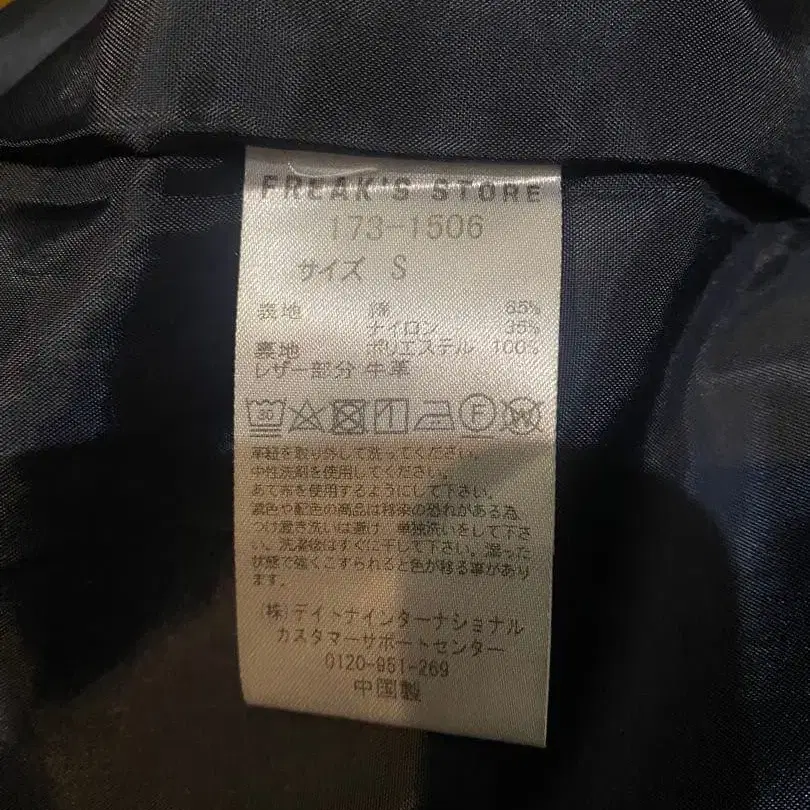 FREAK'S STORE
173-1506
サイズ S
表地 綿 65%
ナイロン 35%
裏地 ポリエステル 100%
レザー部分 牛革
30 F W
革紐を取り外して洗ってください。
中性洗剤を使用してください。
あて布を使用するようにして下さい。
濃色や配色の商品は移染の恐れがある為、
つけ置き洗いは避け、単独洗いをして下さ
い。洗濯後はすぐに干して下さい。湿った
状態で強くこすられると色が移る事があり
ます。
(株)デイトナインターナショナル
カスタマーサポートセンター
0120-951-269
中国製